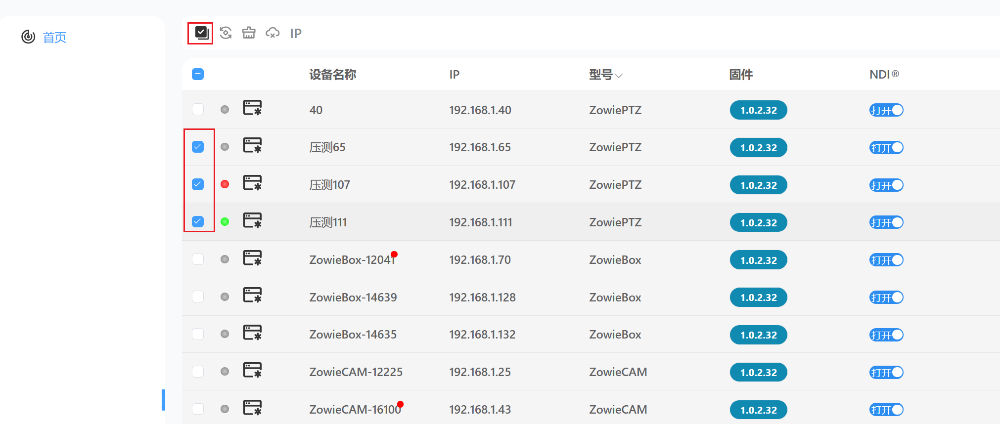 首页
IP
设备名称 IP 型号 固件 NDI®
40 192.168.1.40 ZowiePTZ 1.0.2.32 打开
压测65 192.168.1.65 ZowiePTZ 1.0.2.32 打开
压测107 192.168.1.107 ZowiePTZ 1.0.2.32 打开
压测111 192.168.1.111 ZowiePTZ 1.0.2.32 打开
ZowieBox-12041 192.168.1.70 ZowieBox 1.0.2.32 打开
ZowieBox-14639 192.168.1.128 ZowieBox 1.0.2.32 打开
ZowieBox-14635 192.168.1.132 ZowieBox 1.0.2.32 打开
ZowieCAM-12225 192.168.1.25 ZowieCAM 1.0.2.32 打开
ZowieCAM-16100 192.168.1.43 ZowieCAM 1.0.2.32 打开